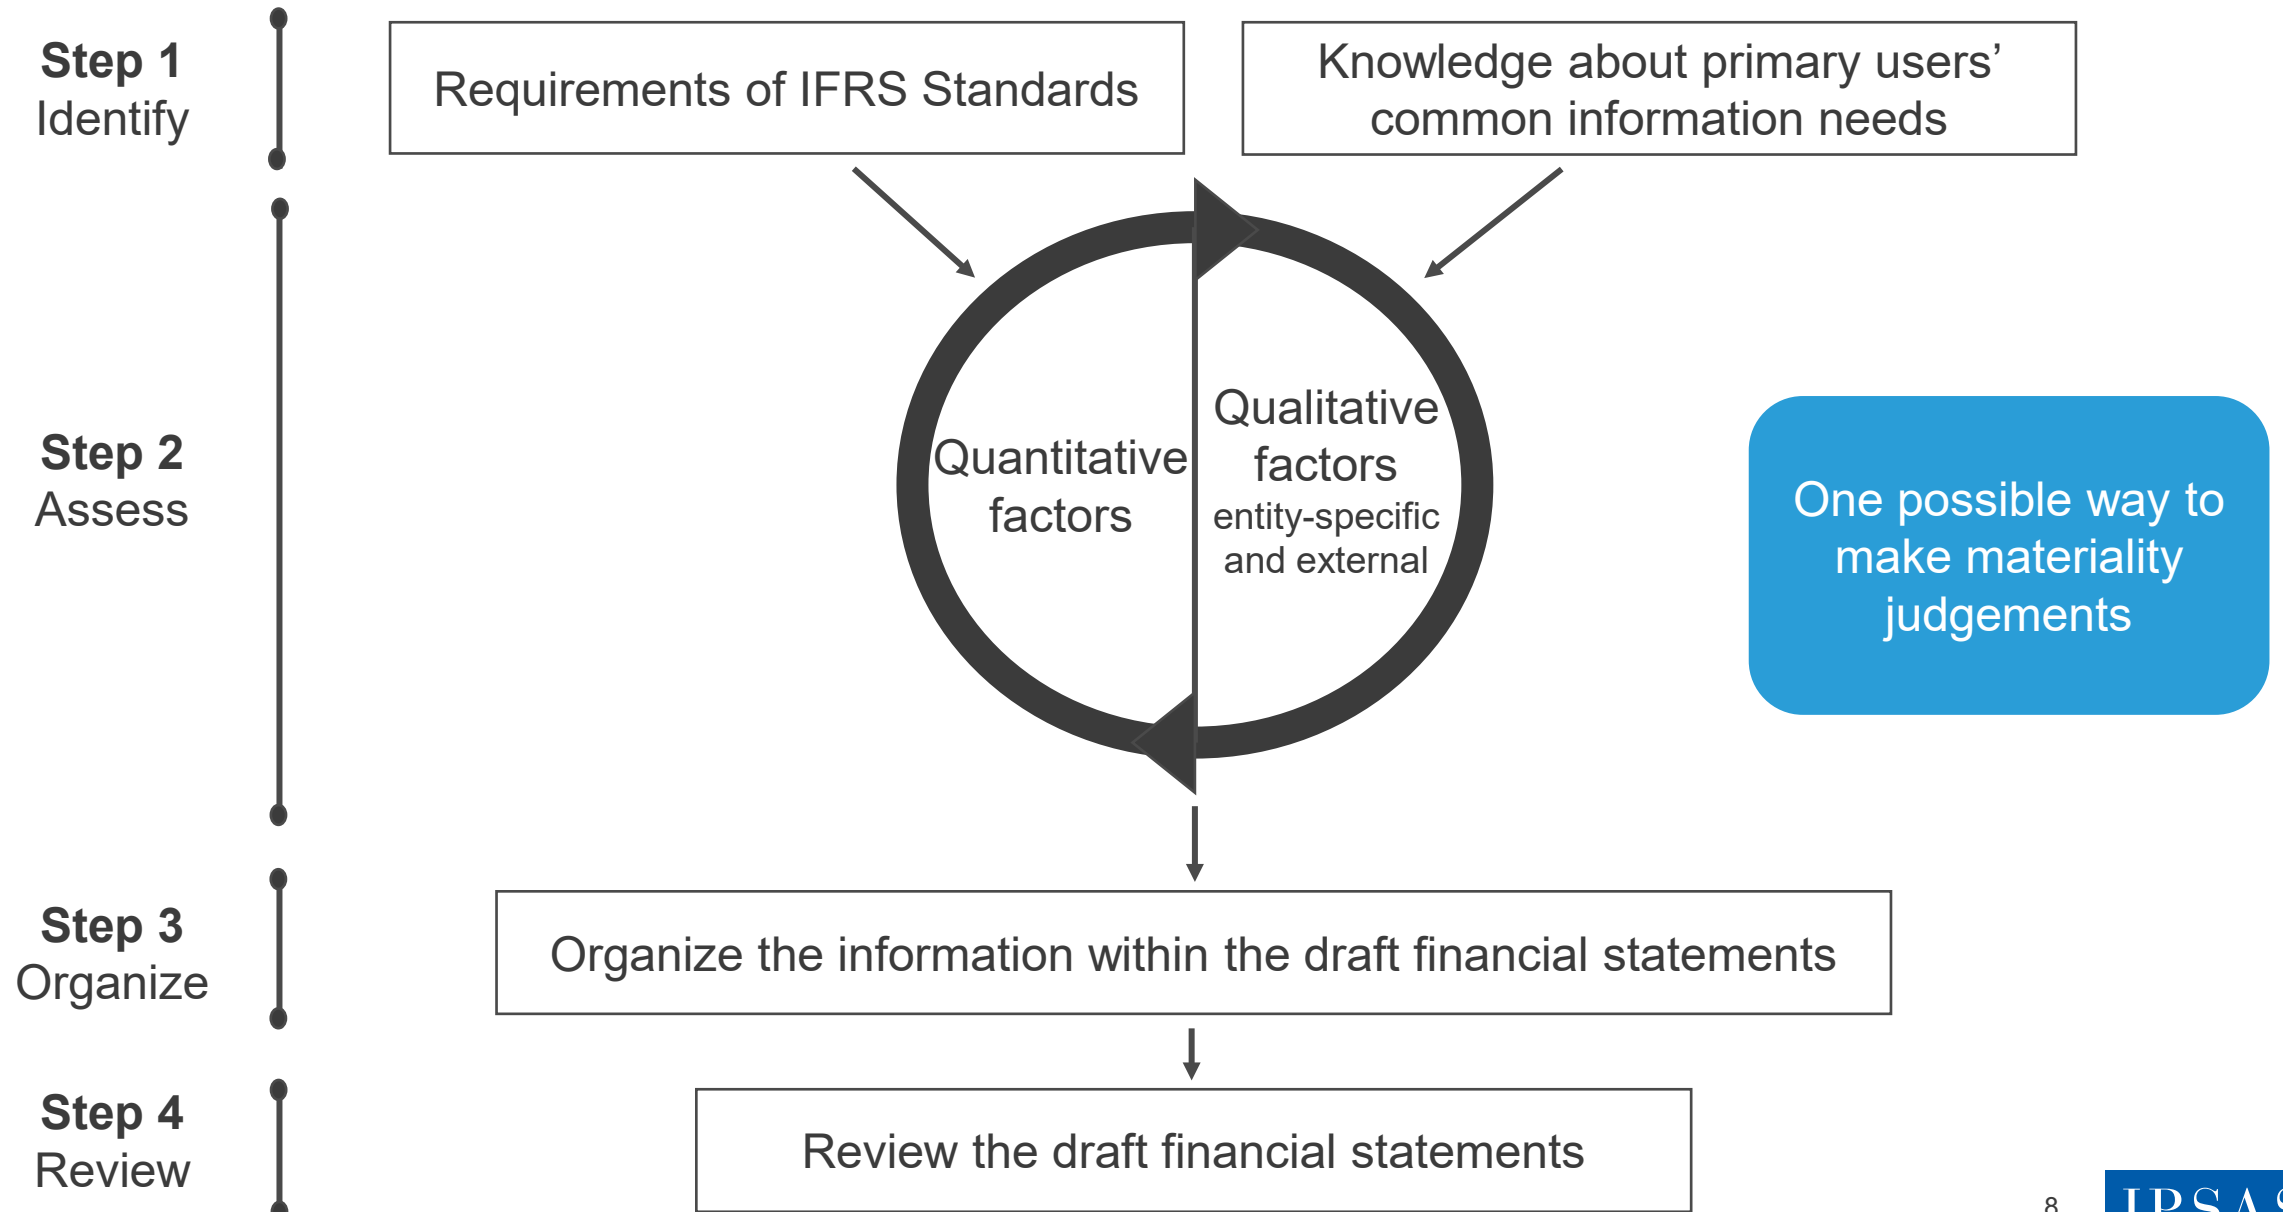 Step 1
Identify
Requirements of IFRS Standards
Knowledge about primary users’
common information needs
Step 2
Assess
Quantitative
factors
Qualitative
factors
entity-specific
and external
One possible way to
make materiality
judgements
Step 3
Organize
Organize the information within the draft financial statements
Step 4
Review
Review the draft financial statements
8